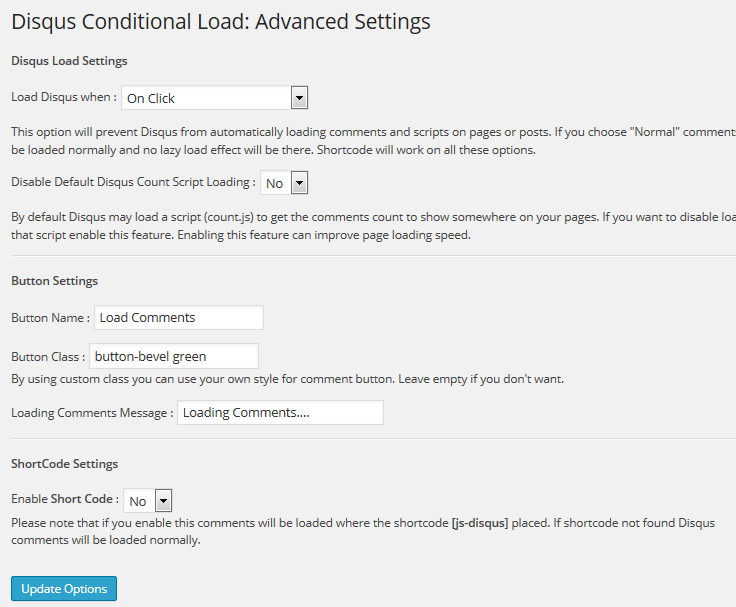 Disqus Conditional Load: Advanced Settings
Disqus Load Settings
Load Disqus when : On Click
This option will prevent Disqus from automatically loading comments and scripts on pages or posts. If you choose "Normal" comments
be loaded normally and no lazy load effect will be there. Shortcode will work on all these options.
Disable Default Disqus Count Script Loading : No
By default Disqus may load a script (count.js) to get the comments count to show somewhere on your pages. If you want to disable loa
that script enable this feature. Enabling this feature can improve page loading speed.
Button Settings
Button Name : Load Comments
Button Class : button-bevel green
By using custom class you can use your own style for comment button. Leave empty if you don't want.
Loading Comments Message : Loading Comments....
ShortCode Settings
Enable Short Code : No
Please note that if you enable this comments will be loaded where the shortcode [js-disqus] placed. If shortcode not found Disqus
comments will be loaded normally.
Update Options